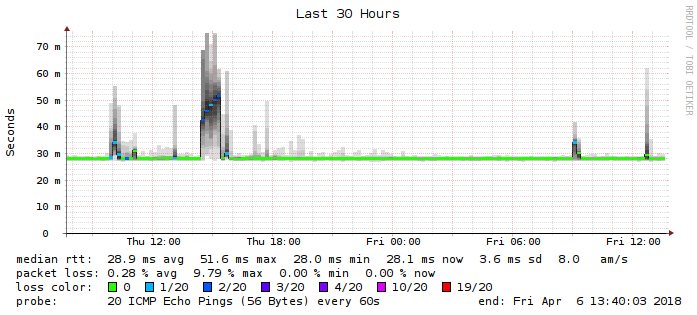 Last 30 Hours
RRDTOOL / TOBI OETIKER
Seconds
70 m
60 m
50 m
40 m
30 m
20 m
10 m
0
Thu 12:00 Thu 18:00 Fri 00:00 Fri 06:00 Fri 12:00
median rtt: 28.9 ms avg 51.6 ms max 28.0 ms min 28.1 ms now 3.6 ms sd 8.0 am/s
packet loss: 0.28 % avg 9.79 % max 0.00 % min 0.00 % now
loss color: 0 1/20 2/20 3/20 4/20 10/20 19/20
probe: 20 ICMP Echo Pings (56 Bytes) every 60s end: Fri Apr 6 13:40:03 2018